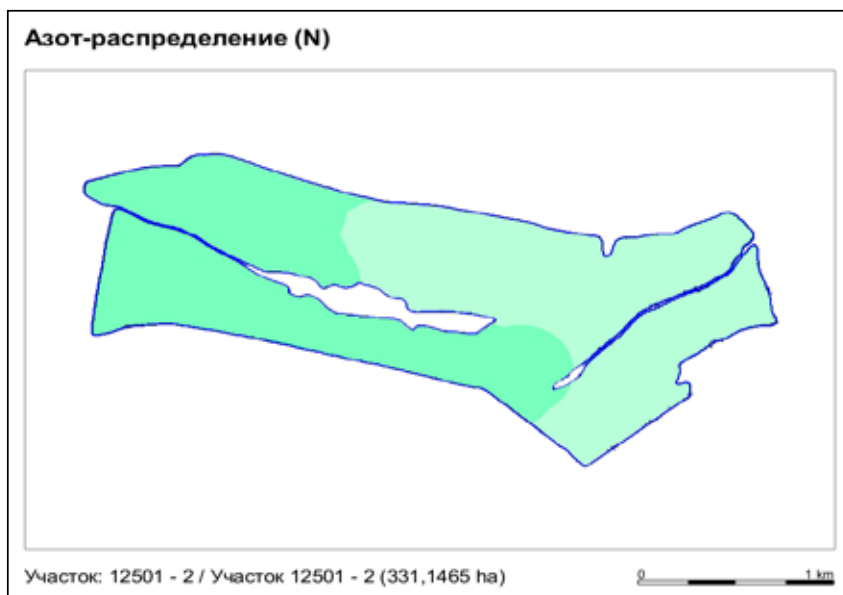 Азот-распределение (N)
Участок: 12501 - 2 / Участок 12501 - 2 (331,1465 ha)
0 1 km